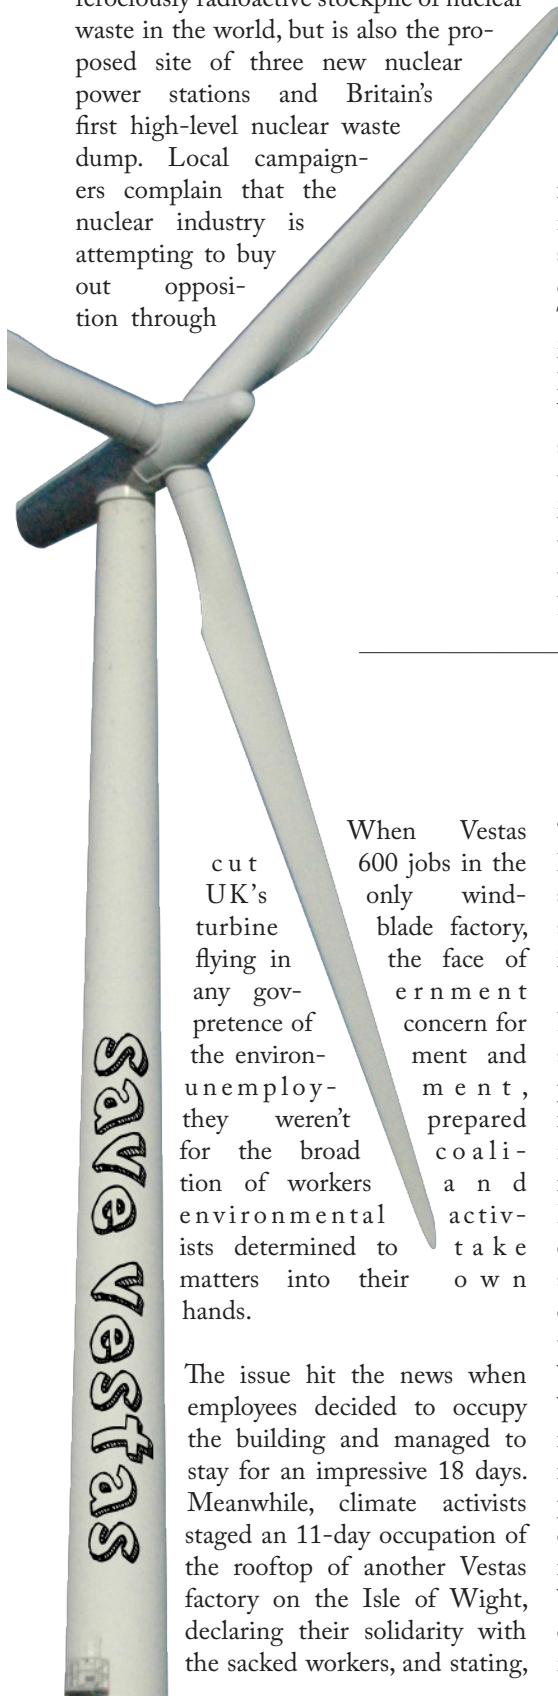 waste in the world, but is also the pro-
posed site of three new nuclear
power stations and Britain's
first high-level nuclear waste
dump. Local campaign-
ers complain that the
nuclear industry is
attempting to buy
out opposi-
tion through
When Vestas
cut 600 jobs in the
UK's only wind-
turbine blade factory,
flying in the face of
any gov- ernment
pretence of concern for
the environ- ment and
unemploy- ment,
they weren't prepared
for the broad coali-
tion of workers and
environmental activ-
ists determined to take
matters into their own
hands.
The issue hit the news when
employees decided to occupy
the building and managed to
stay for an impressive 18 days.
Meanwhile, climate activists
staged an 11-day occupation of
the rooftop of another Vestas
factory on the Isle of Wight,
declaring their solidarity with
the sacked workers, and stating,
save vestas